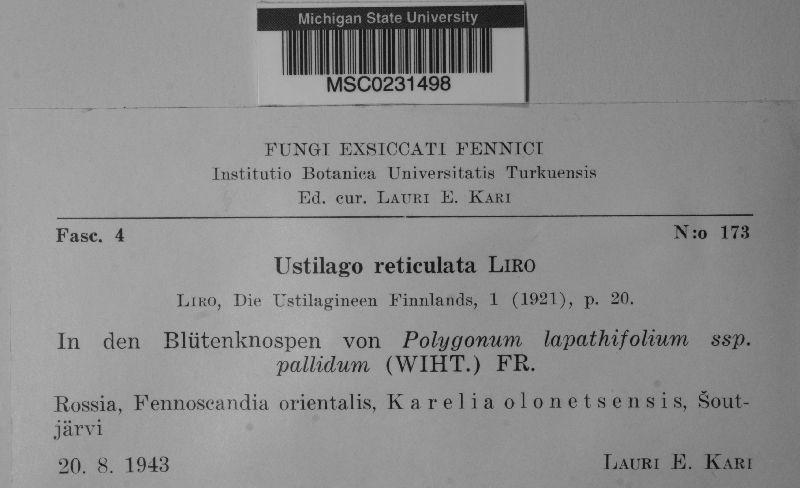 Michigan State University
MSC0231498
FUNGI EXSICCATI FENNICI
Institutio Botanica Universitatis Turkuensis
Ed. cur. LAURI E. KARI
Fasc. 4 N:o 173
Ustilago reticulata LIRO
LIRO, Die Ustilagineen Finnlands, 1 (1921), p. 20.
In den Blütenknospen von Polygonum lapathifolium ssp.
pallidum (WIHT.) FR.
Rossia, Fennoscandia orientalis, Karelia olonetsensis, Šout-
järvi
20. 8. 1943 LAURI E. KARI